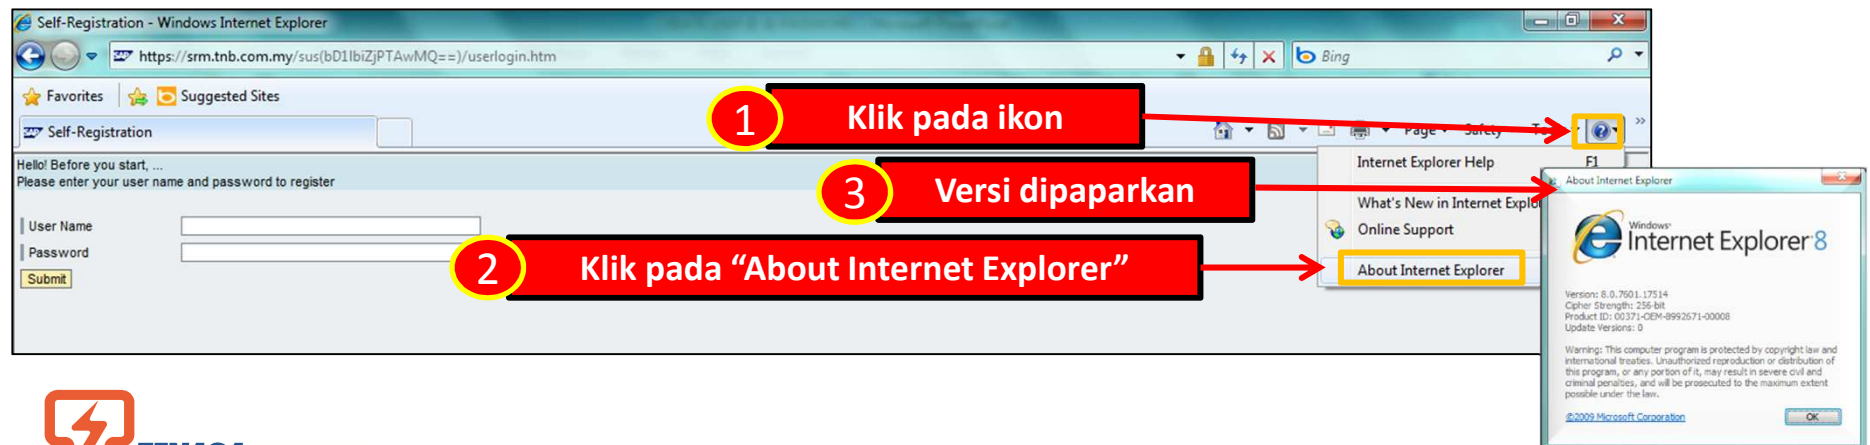 Self-Registration - Windows Internet Explorer
https://srm.tnb.com.my/sus(bD1lbiZjPTAwMQ==)/userlogin.htm
Bing
Favorites
Suggested Sites
1
Klik pada ikon
Self-Registration
Page
Safety
Hello! Before you start, ...
Please enter your user name and password to register
Internet Explorer Help F1
3
Versi dipaparkan
What's New in Internet Explo
Online Support
About Internet Explorer
User Name
Password
Submit
2
Klik pada “About Internet Explorer”
About Internet Explorer
Windows
Internet Explorer 8
Version: 8.0.7601.17514
Cipher Strength: 256-bit
Product ID: 00371-OEM-8992671-00008
Update Versions: 0
Warning: This computer program is protected by copyright law and
international treaties. Unauthorized reproduction or distribution of
this program, or any portion of it, may result in severe civil and
criminal penalties, and will be prosecuted to the maximum extent
possible under the law.
©2009 Microsoft Corporation
OK
TENAGA